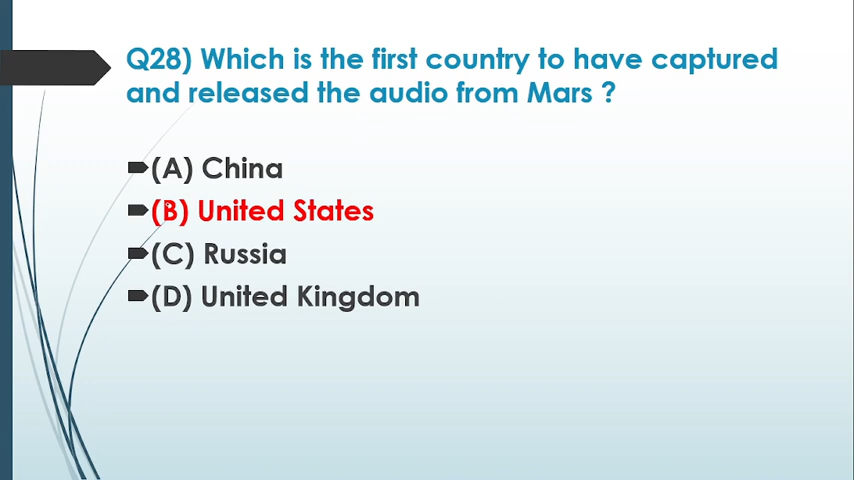 Q28) Which is the first country to have captured
and released the audio from Mars ?
(A) China
(B) United States
(C) Russia
(D) United Kingdom